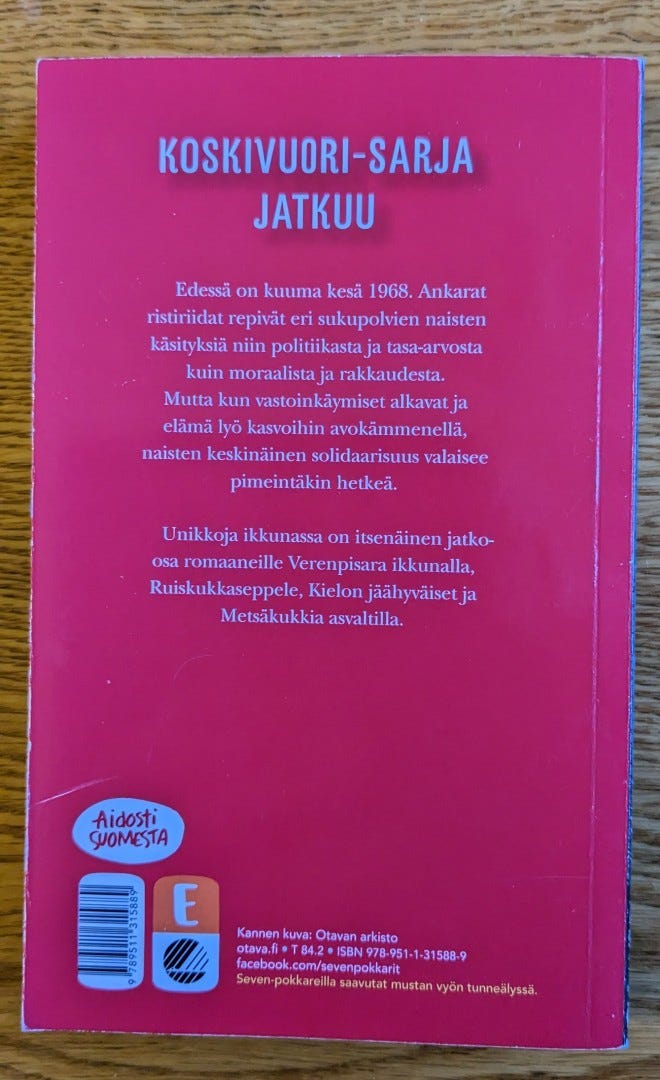 KOSKIVUORI-SARJA
JATKUU
Edessä on kuuma kesä 1968. Ankarat
ristiriidat repivät eri sukupolvien naisten
käsityksiä niin politiikasta ja tasa-arvosta
kuin moraalista ja rakkaudesta.
Mutta kun vastoinkäymiset alkavat ja
elämä lyö kasvoihin avokämmenellä,
naisten keskinäinen solidaarisuus valaisee
pimeintäkin hetkeä.
Unikkoja ikkunassa on itsenäinen jatko-
osa romaaneille Verenpisara ikkunalla,
Ruiskukkaseppele, Kielon jäähyväiset ja
Metsäkukkia asvaltilla.
Aidosti
SUOMESTA
9 789511 315889
E
Kannen kuva: Otavan arkisto
otava.fi • T 84.2 • ISBN 978-951-1-31588-9
facebook.com/sevenpokkarit
Seven-pokkareilla saavutat mustan vyön tunneälyssä.